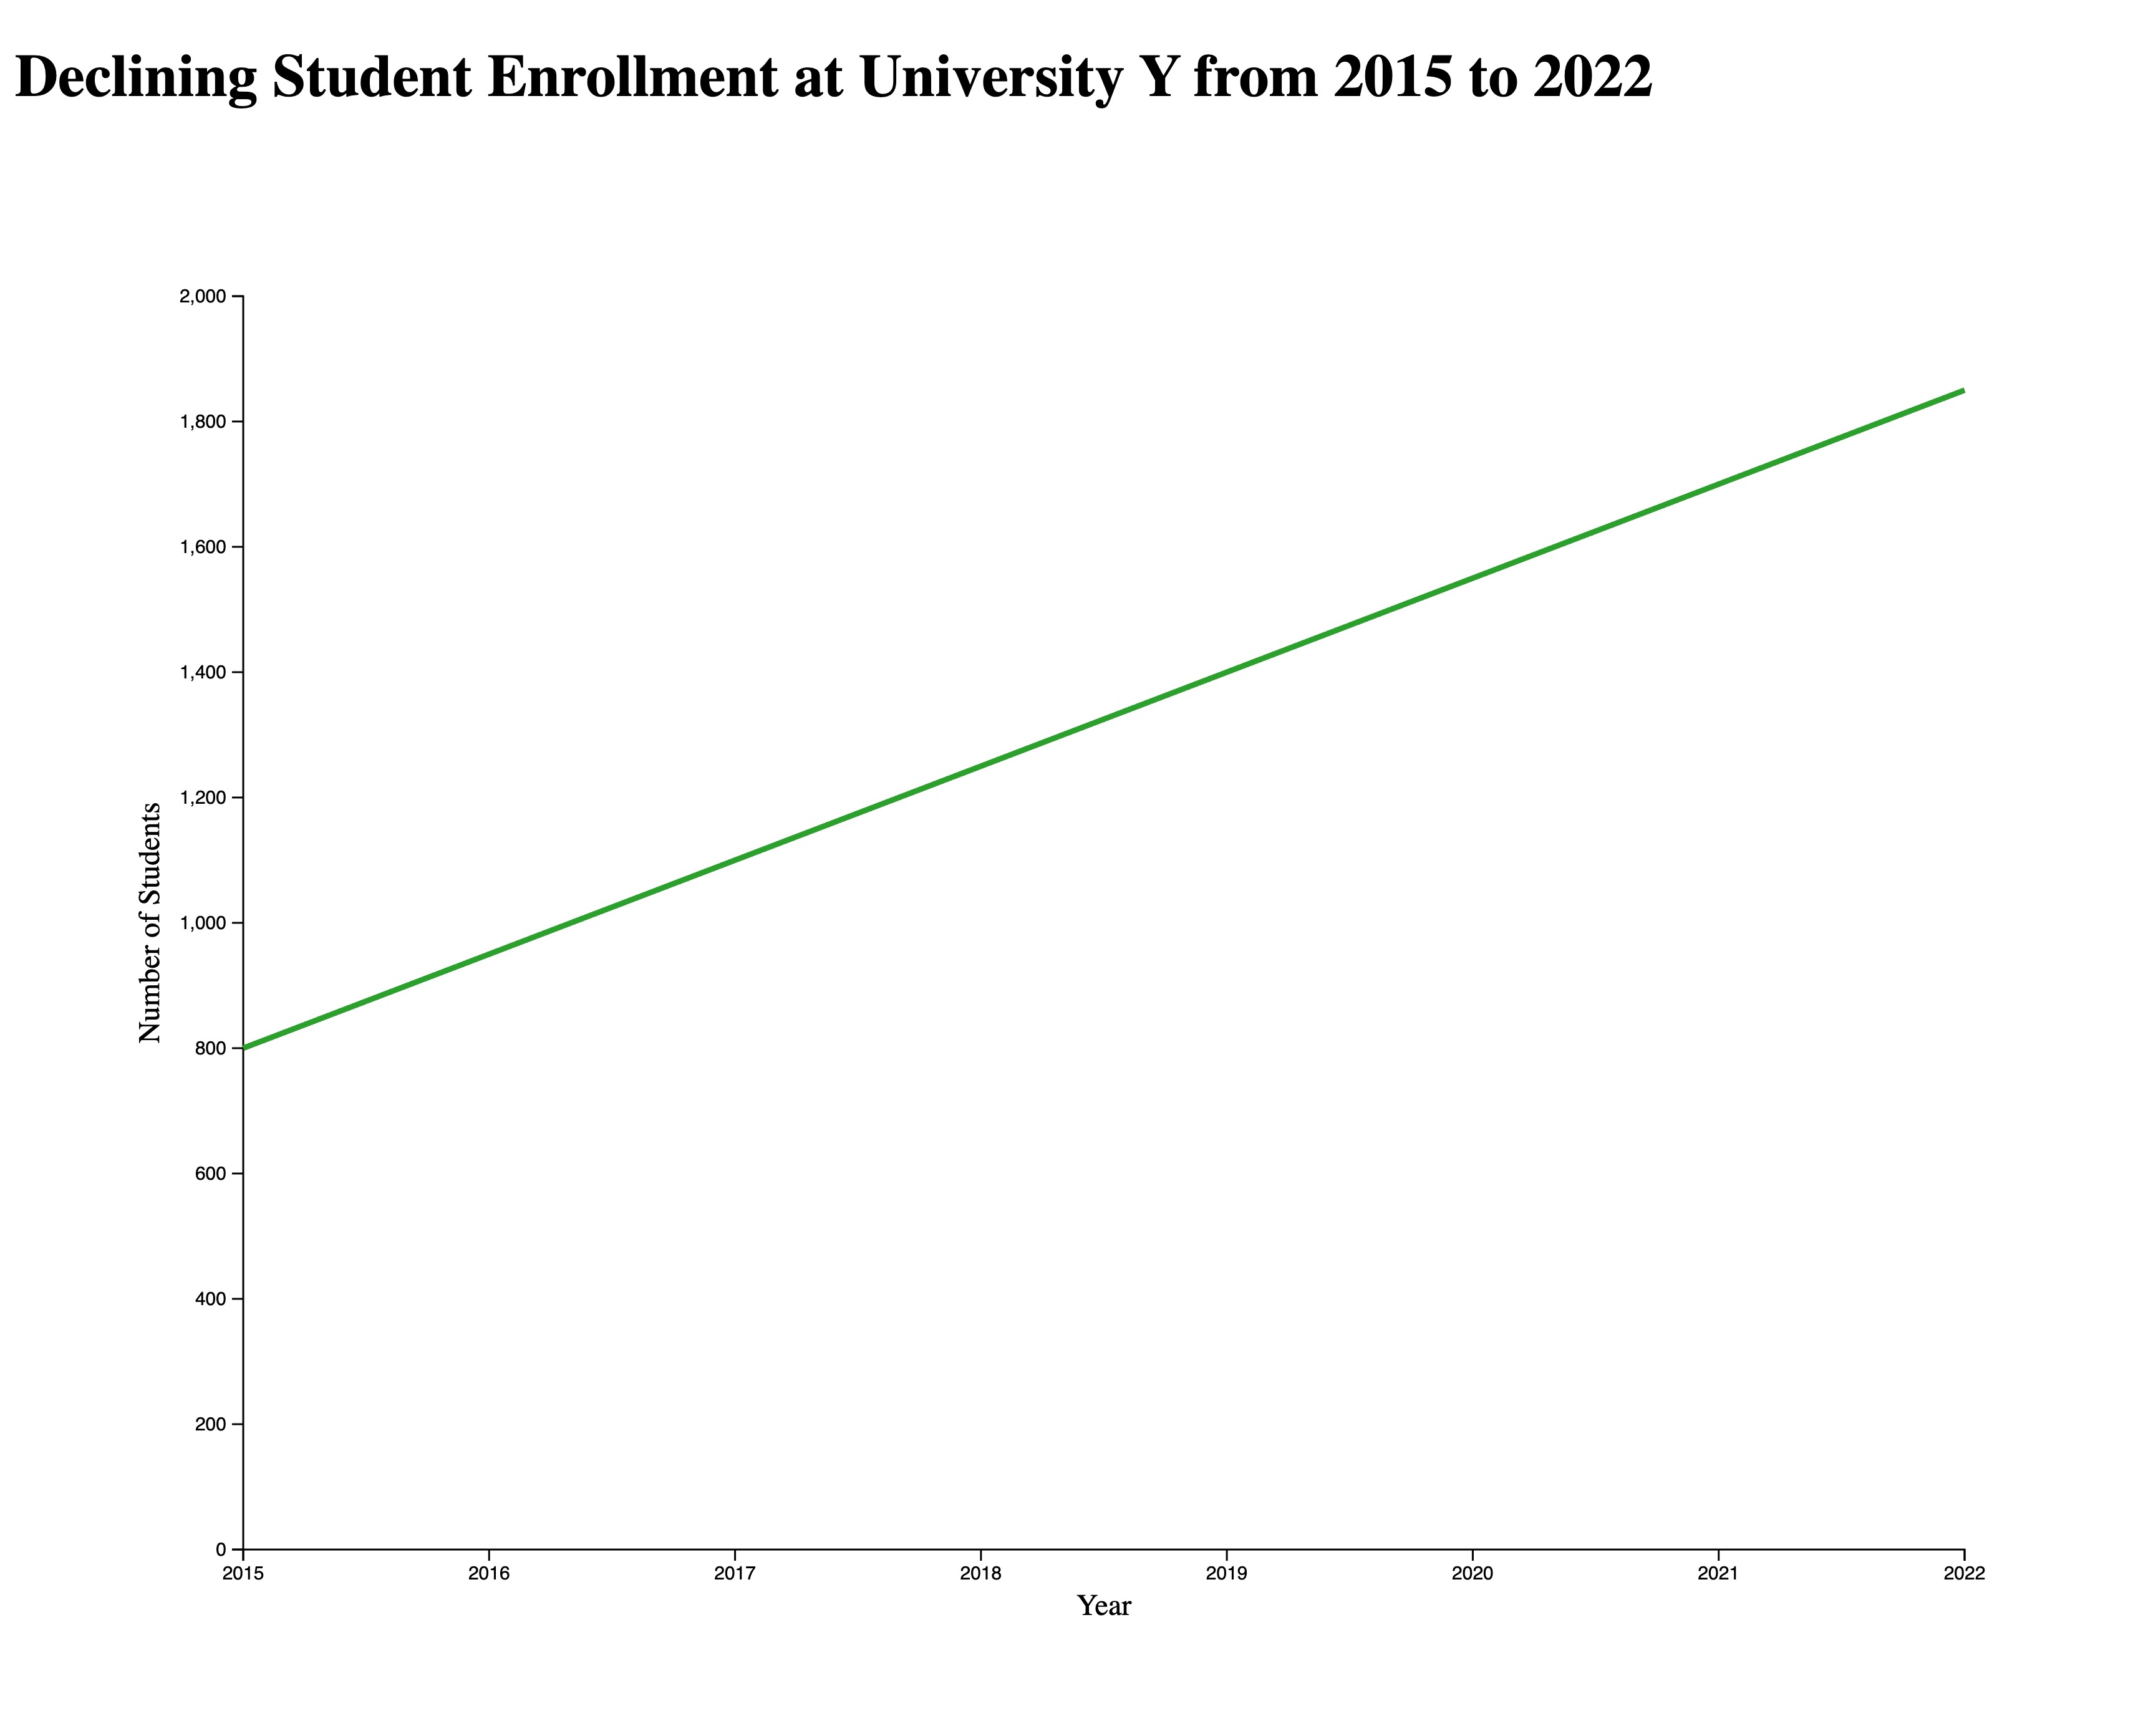 Declining Student Enrollment at University Y from 2015 to 2022
2,000
1,800
1,600
1,400
1,200
1,000
800
600
400
200
0
Number of Students
2015 2016 2017 2018 2019 2020 2021 2022
Year